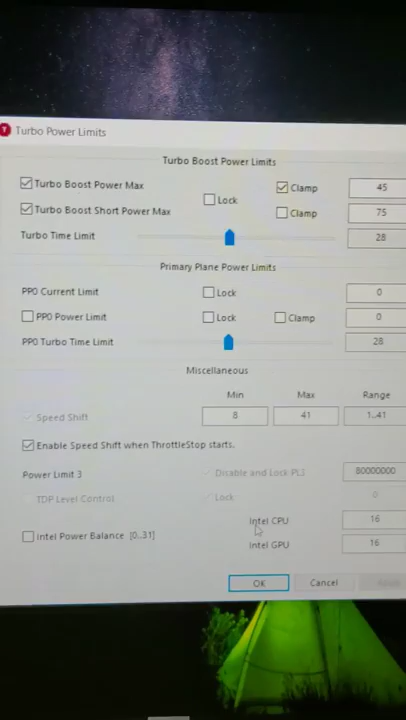 Turbo Power Limits
Turbo Boost Power Limits
Turbo Boost Power Max Clamp 45
Lock
Turbo Boost Short Power Max Clamp 75
Turbo Time Limit 28
Primary Plane Power Limits
PP0 Current Limit Lock 0
PP0 Power Limit Lock Clamp 0
PP0 Turbo Time Limit 28
Miscellaneous
Min Max Range
Speed Shift 8 41 1..41
Enable Speed Shift when ThrottleStop starts.
Power Limit 3 Disable and Lock PL3 80000000
TDP Level Control Lock 0
Intel CPU 16
Intel Power Balance [0..31]
Intel GPU 16
OK Cancel